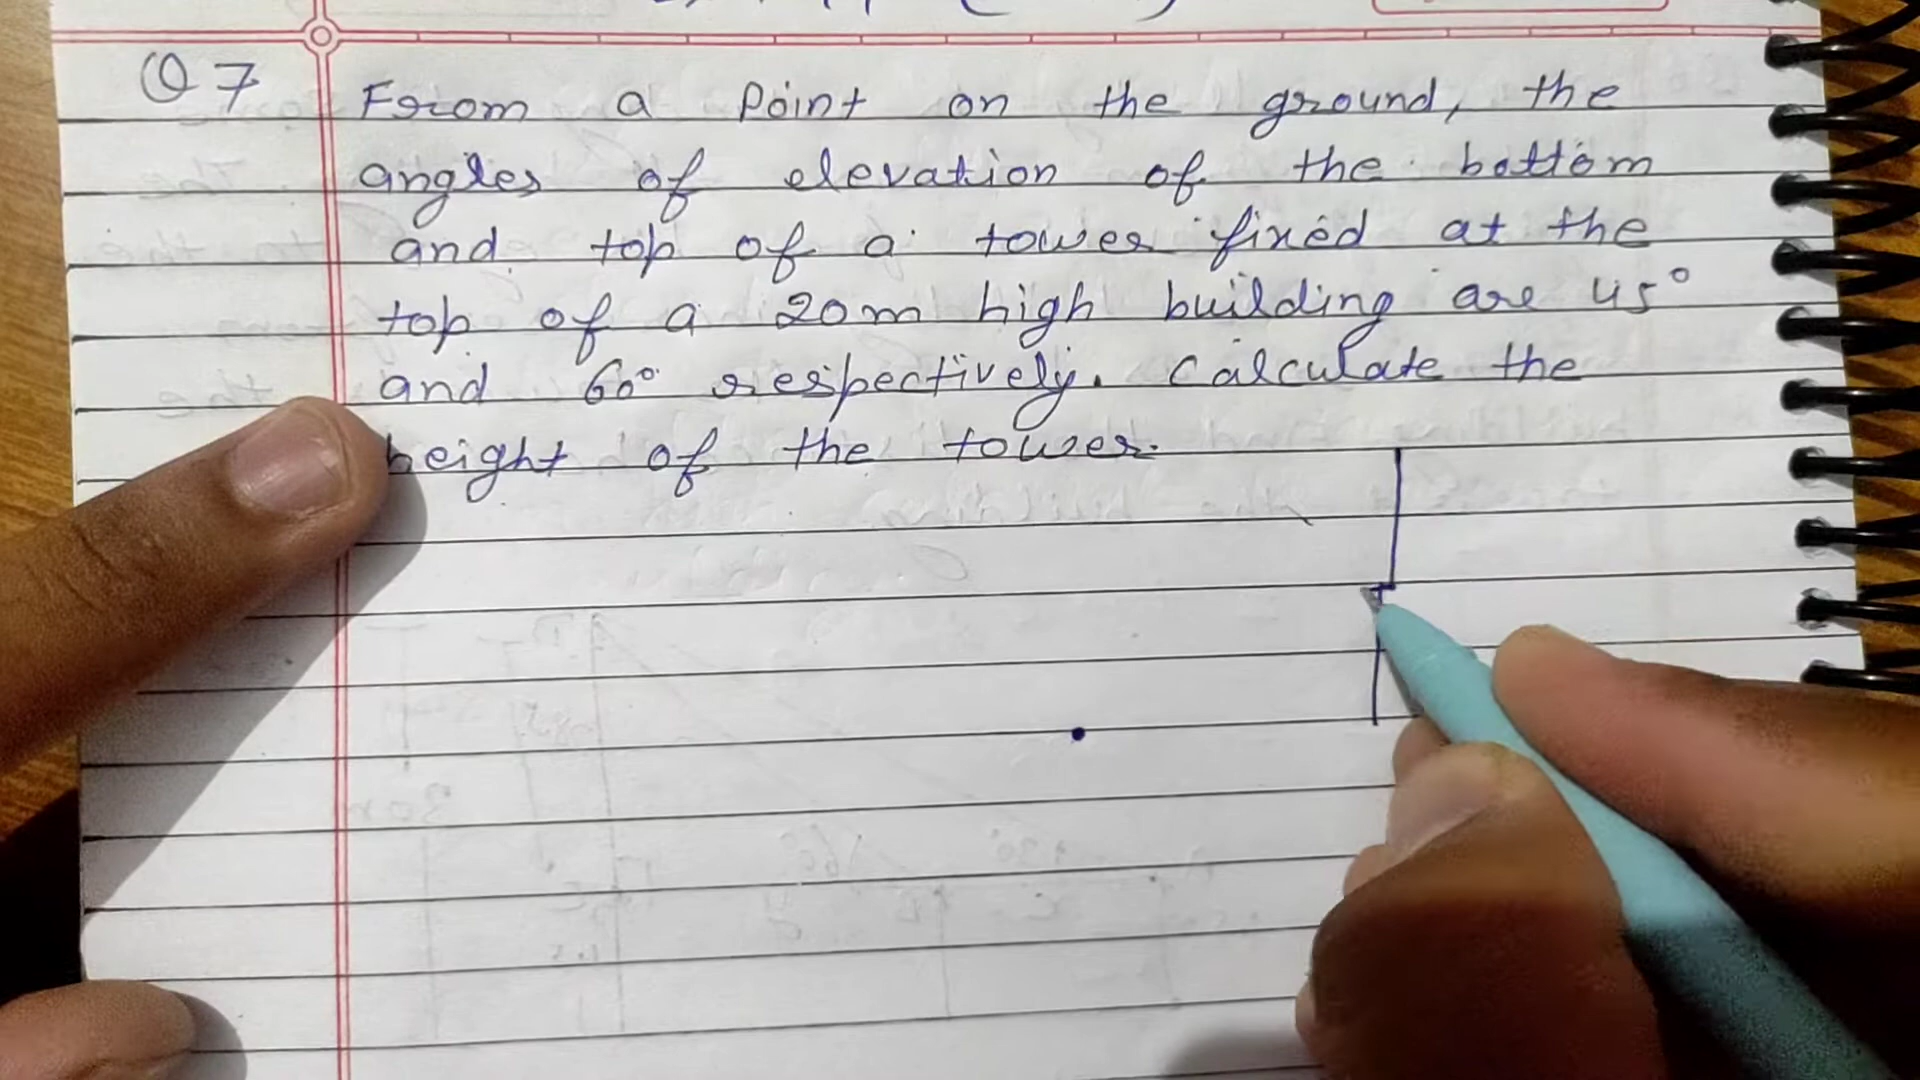 Q 7 From a Point on the ground, the
angles of elevation of the bottom
and top of a tower fixed at the
top of a 20m high building are 45°
and 60° respectively. Calculate the
height of the tower.